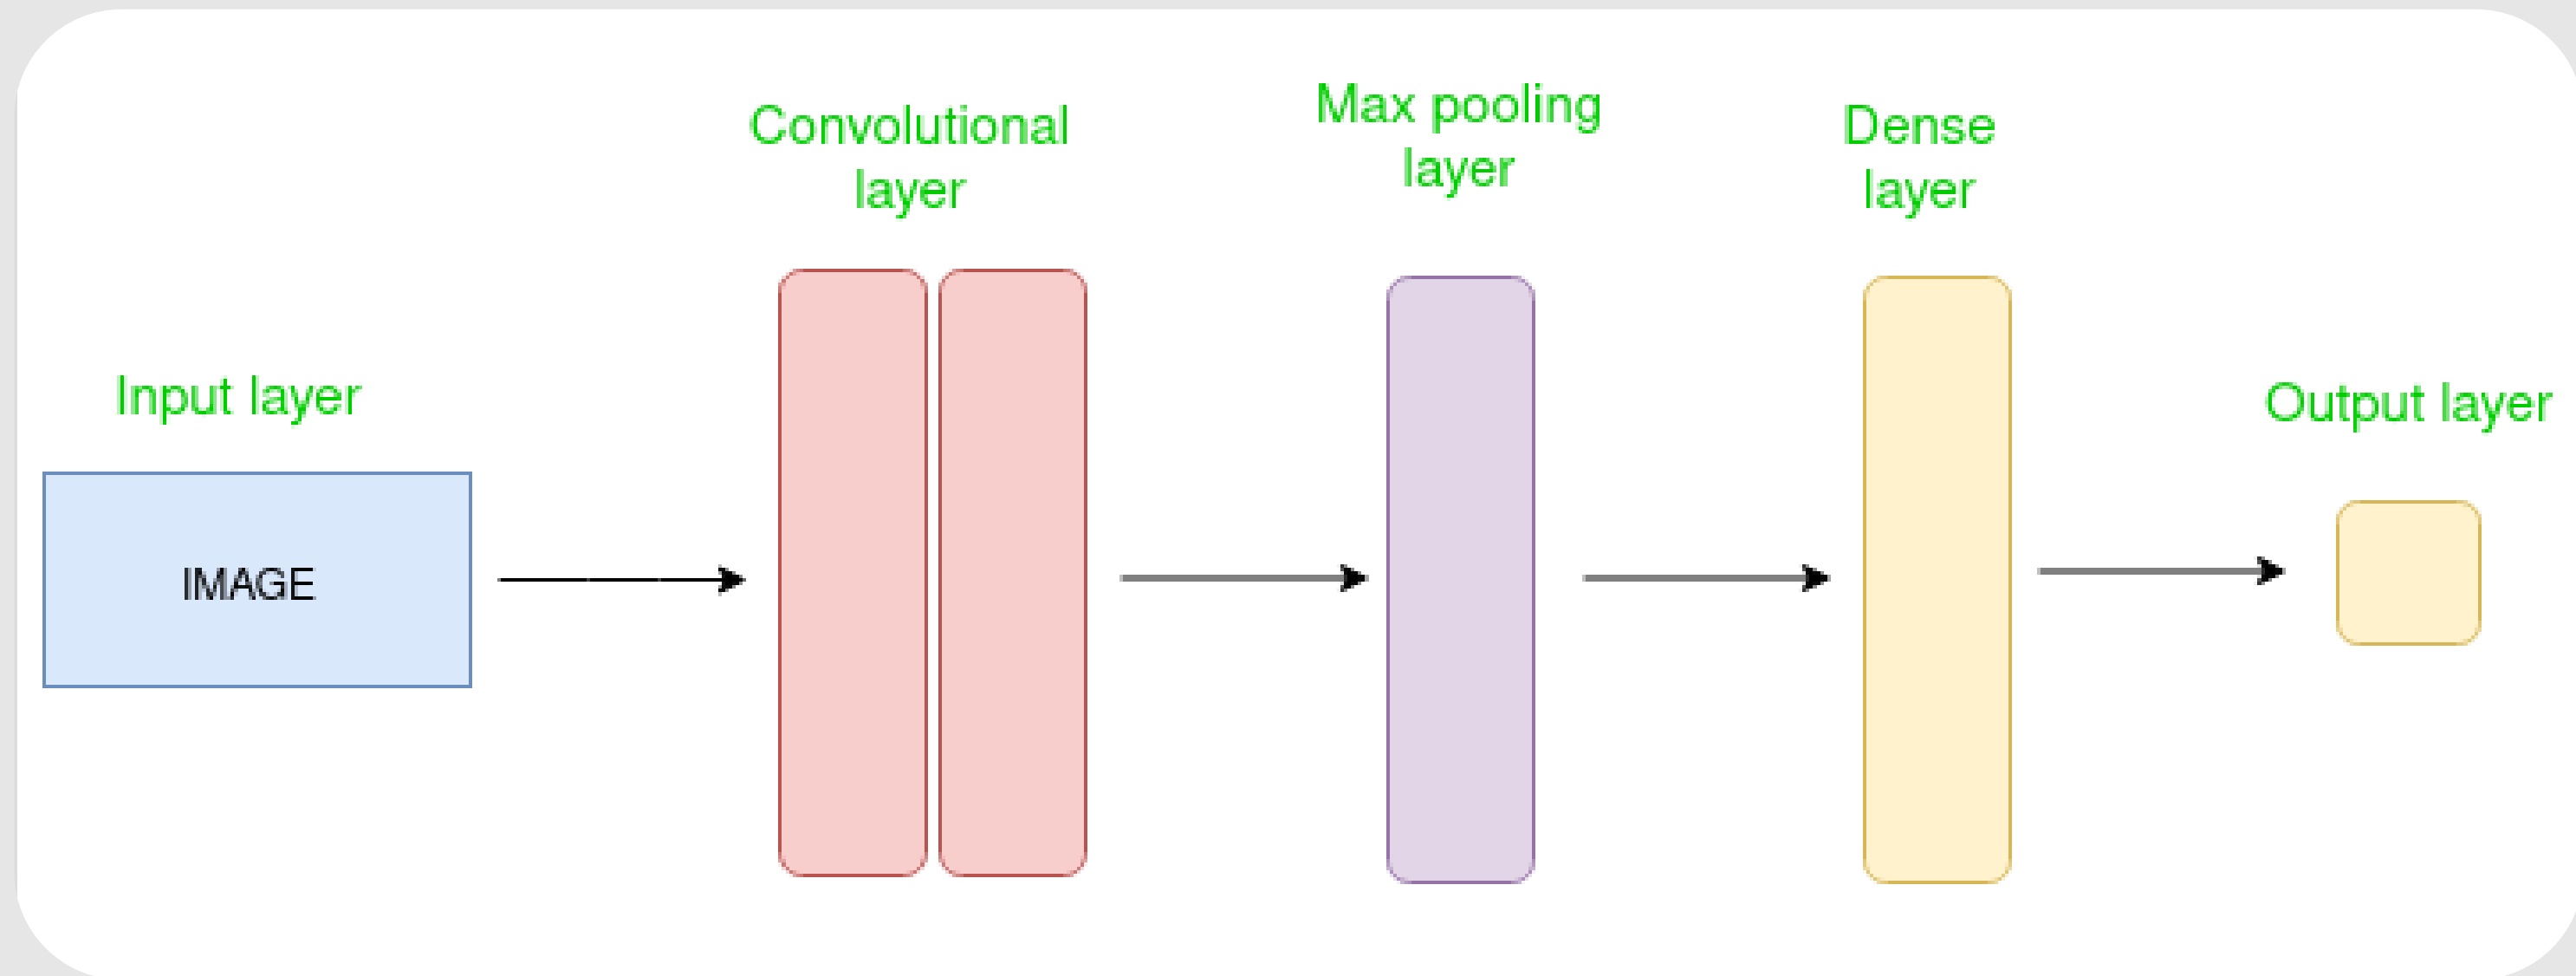 Input layer
IMAGE
Convolutional
layer
Max pooling
layer
Dense
layer
Output layer